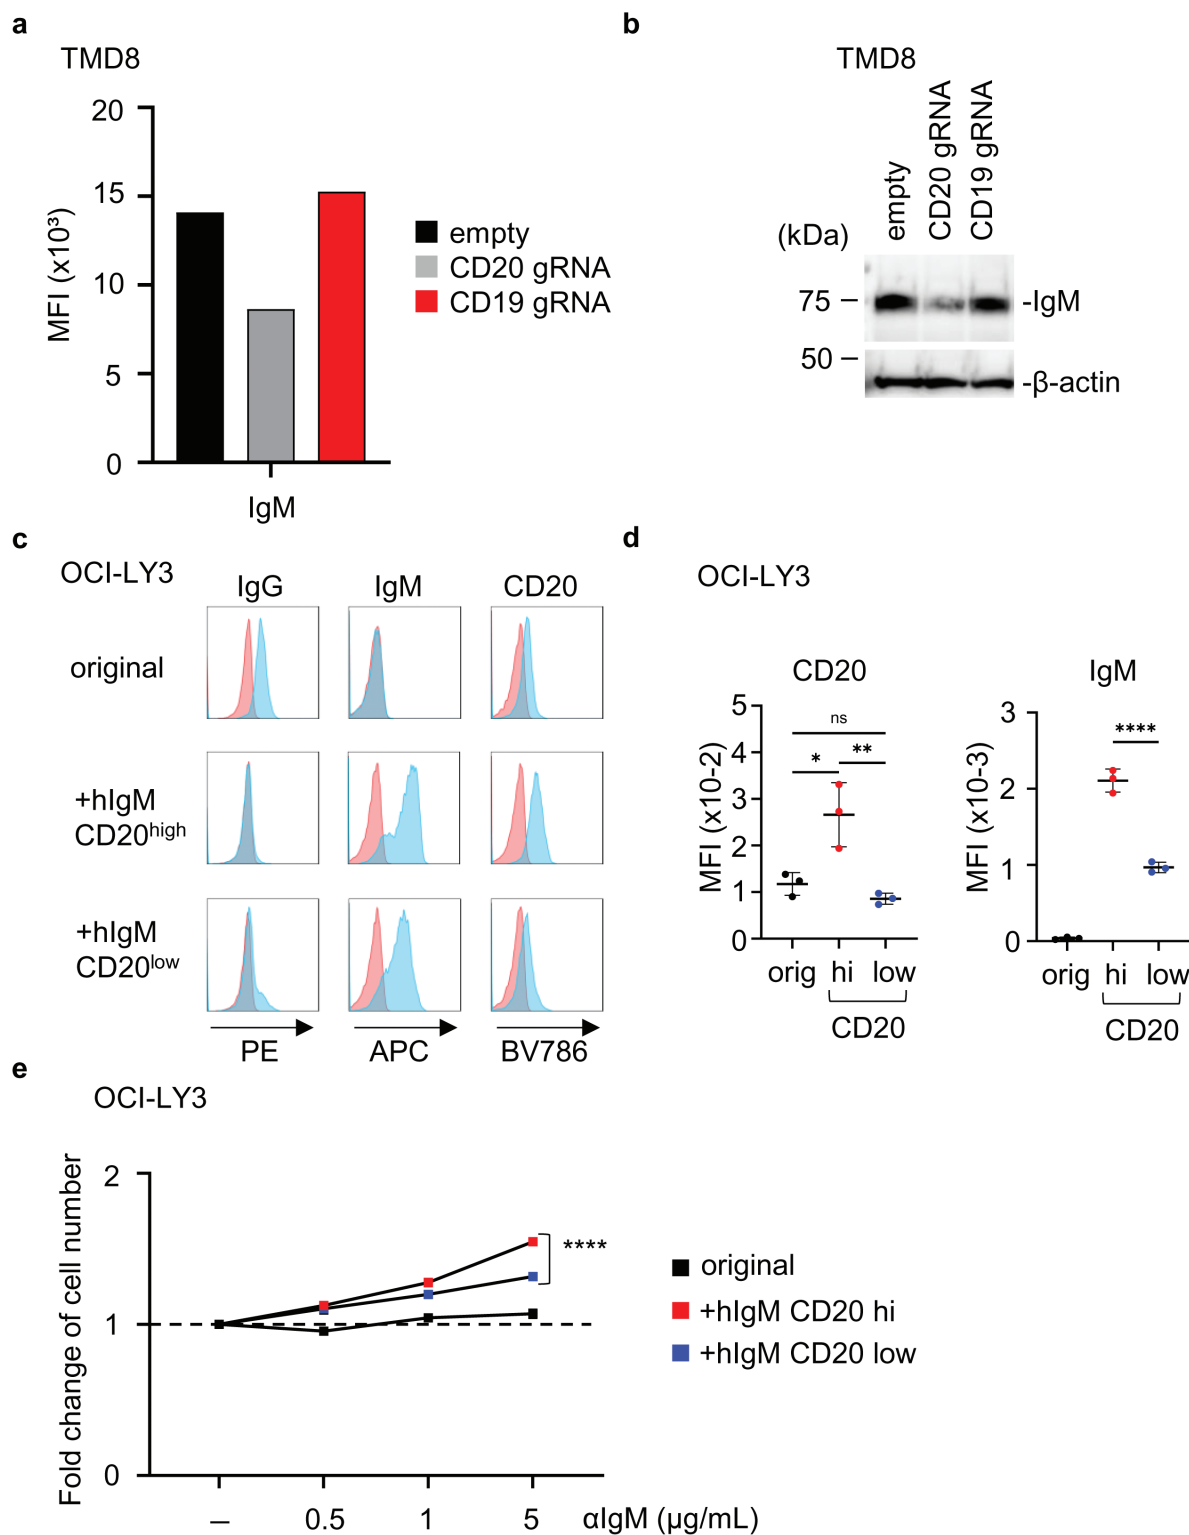 a
TMD8
20
15
10
5
0
MFI (x10³)
IgM
empty
CD20 gRNA
CD19 gRNA
b
TMD8
empty
CD20 gRNA
CD19 gRNA
(kDa)
75
50
-IgM
-β-actin
c
OCI-LY3
IgG
IgM
CD20
original
+hIgM
CD20high
+hIgM
CD20low
PE
APC
BV786
d
OCI-LY3
CD20
5
4
3
2
1
0
MFI (x10-2)
ns
*
**
orig
hi
low
CD20
IgM
3
2
1
0
MFI (x10-3)
****
orig
hi
low
CD20
e
OCI-LY3
2
1
0
Fold change of cell number
****
–
0.5
1
5
αIgM (µg/mL)
original
+hIgM CD20 hi
+hIgM CD20 low